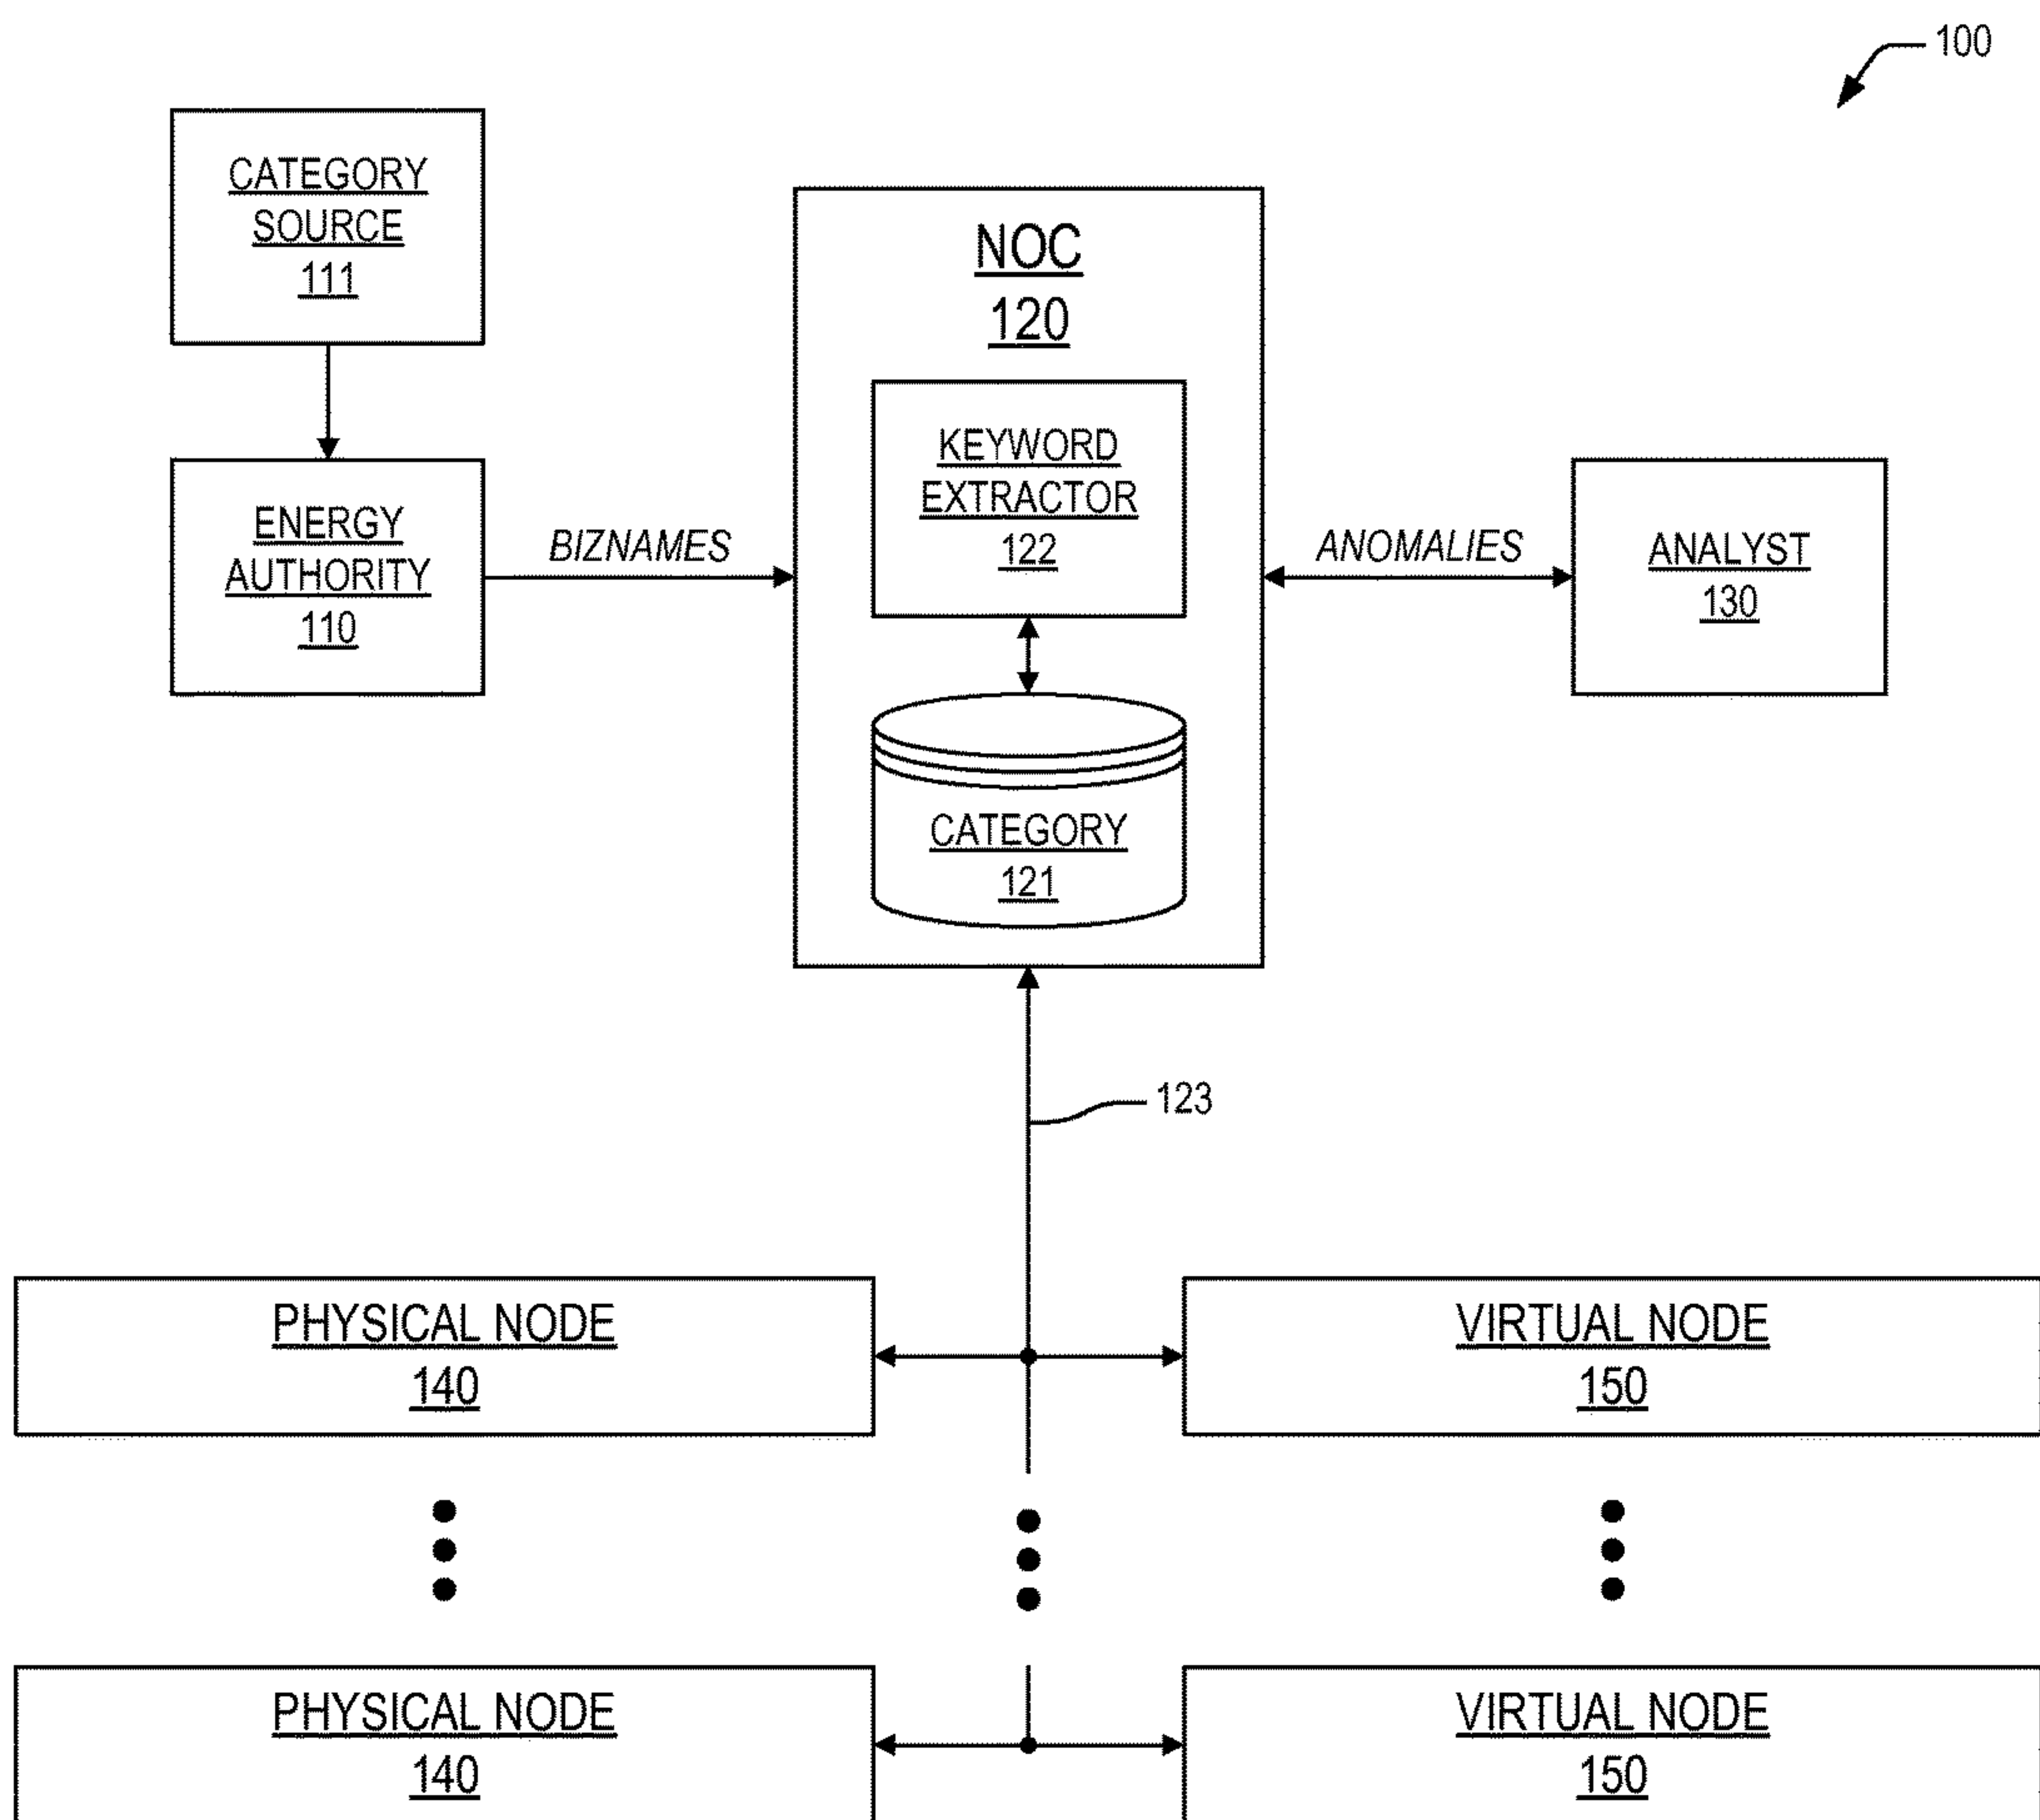 100
CATEGORY
SOURCE
111
NOC
120
KEYWORD
EXTRACTOR
122
ENERGY
AUTHORITY
110
BIZNAMES
ANOMALIES
ANALYST
130
CATEGORY
121
123
PHYSICAL NODE
140
VIRTUAL NODE
150
PHYSICAL NODE
140
VIRTUAL NODE
150